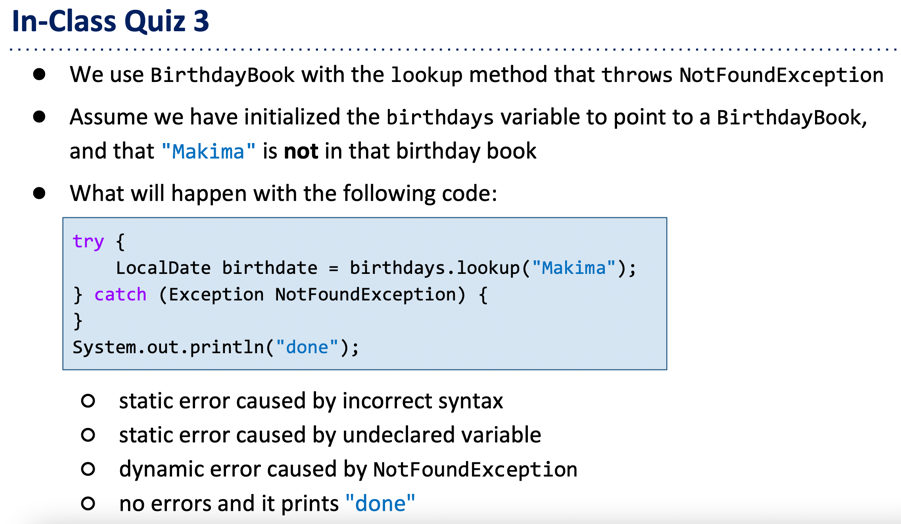 In-Class Quiz 3
● We use BirthdayBook with the lookup method that throws NotFoundException
● Assume we have initialized the birthdays variable to point to a BirthdayBook,
and that "Makima" is not in that birthday book
● What will happen with the following code:
try {
    LocalDate birthdate = birthdays.lookup("Makima");
} catch (Exception NotFoundException) {
}
System.out.println("done");
○ static error caused by incorrect syntax
○ static error caused by undeclared variable
○ dynamic error caused by NotFoundException
○ no errors and it prints "done"